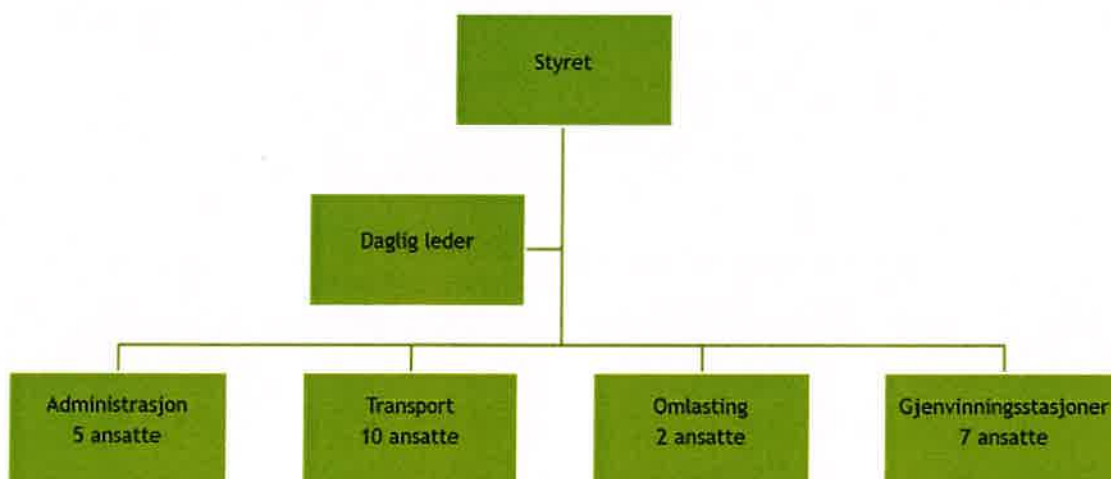 Styret
Daglig leder
Administrasjon
5 ansatte
Transport
10 ansatte
Omlasting
2 ansatte
Gjenvinningsstasjoner
7 ansatte